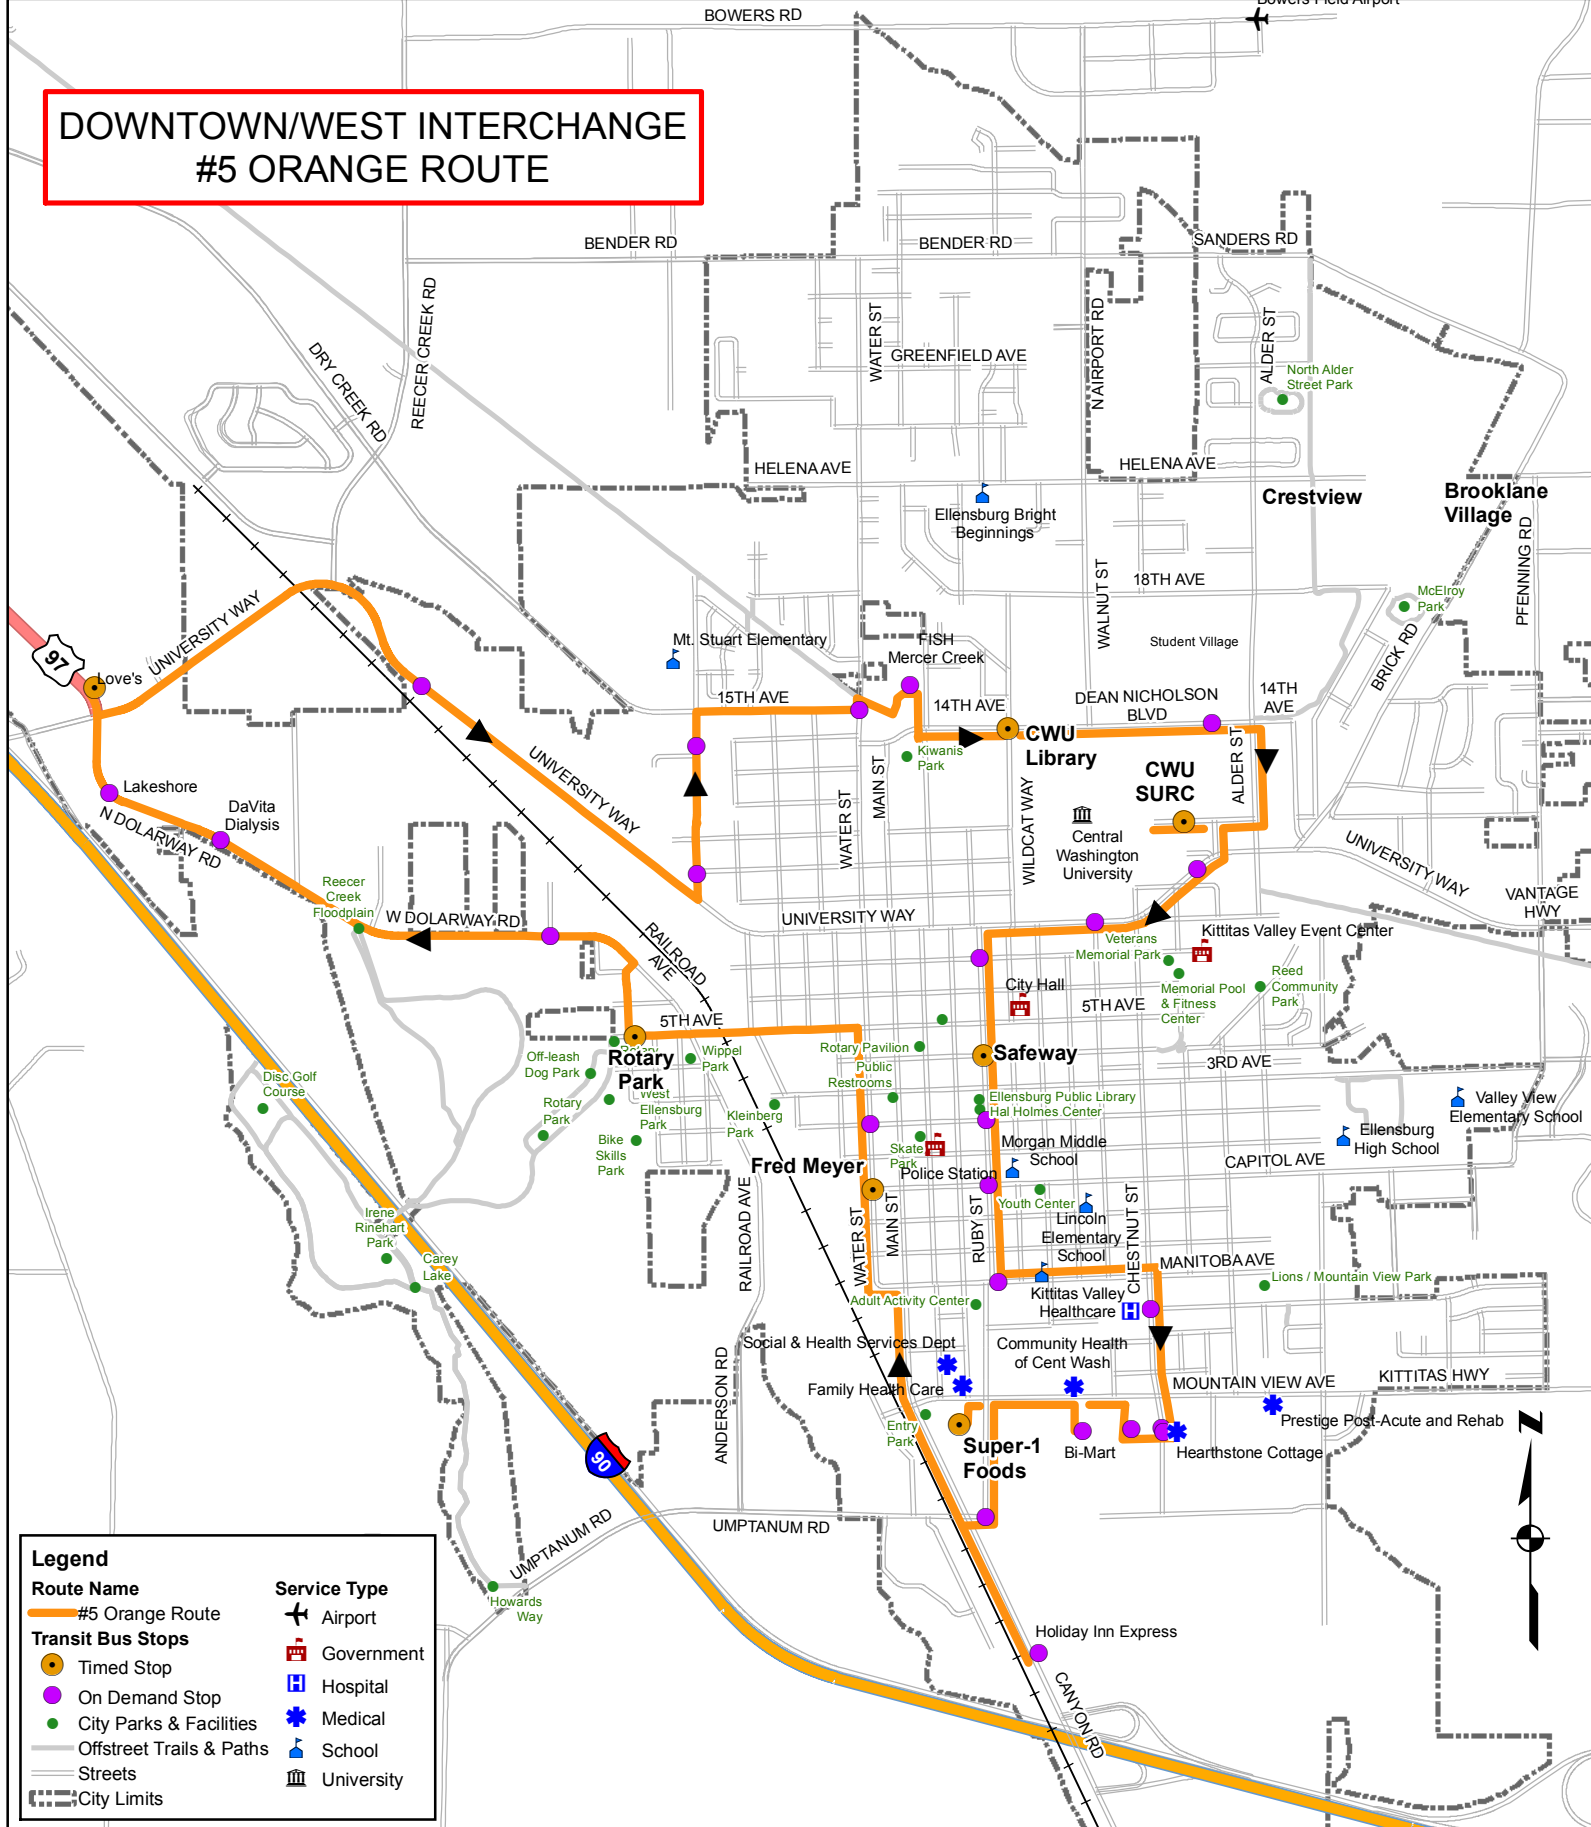 Bowers Field Airport
BOWERS RD
DOWNTOWN/WEST INTERCHANGE
#5 ORANGE ROUTE
BENDER RD
BENDER RD
SANDERS RD
REECER CREEK RD
DRY CREEK RD
WATER ST
GREENFIELD AVE
N AIRPORT RD
ALDER ST
North Alder
Street Park
HELENA AVE
HELENA AVE
Crestview
Brooklane
Village
Ellensburg Bright
Beginnings
PFENNING RD
18TH AVE
WALNUT ST
McElroy
Park
BRICK RD
Student Village
UNIVERSITY WAY
97
Love's
Mt. Stuart Elementary
FISH
Mercer Creek
15TH AVE
14TH AVE
DEAN NICHOLSON
BLVD
14TH
AVE
CWU
Library
Kiwanis
Park
CWU
SURC
ALDER ST
MAIN ST
WATER ST
WILDCAT WAY
Central
Washington
University
UNIVERSITY WAY
UNIVERSITY WAY
Lakeshore
N DOLARWAY RD
DaVita
Dialysis
Reecer
Creek
Floodplain
W DOLARWAY RD
RAILROAD
AVE
UNIVERSITY WAY
VANTAGE
HWY
Kittitas Valley Event Center
Veterans
Memorial Park
City Hall
5TH AVE
Memorial Pool
& Fitness
Center
Reed
Community
Park
5TH AVE
Rotary Pavilion
Safeway
3RD AVE
Public
Restrooms
Off-leash
Dog Park
Rotary
Rotary
Park
Wippel
Park
West
Ellensburg
Park
Disc Golf
Course
Rotary
Park
Bike
Skills
Park
Kleinberg
Park
Ellensburg Public Library
Hal Holmes Center
Valley View
Elementary School
Ellensburg
High School
Skate
Park
Morgan Middle
School
Police Station
Fred Meyer
CAPITOL AVE
Youth Center
Lincoln
Elementary
School
CHESTNUT ST
Irene
Rinehart
Park
Carey
Lake
RAILROAD AVE
WATER ST
MAIN ST
RUBY ST
MANITOBA AVE
Lions / Mountain View Park
Kittitas Valley
Healthcare
H
Adult Activity Center
Social & Health Services Dept
Community Health
of Cent Wash
ANDERSON RD
Family Health Care
MOUNTAIN VIEW AVE
KITTITAS HWY
Entry
Park
Prestige Post-Acute and Rehab
Super-1
Foods
Bi-Mart
Hearthstone Cottage
90
N
UMPTANUM RD
UMPTANUM RD
Howards
Way
Holiday Inn Express
CANYON RD
Legend
Route Name
#5 Orange Route
Transit Bus Stops
Timed Stop
On Demand Stop
City Parks & Facilities
Offstreet Trails & Paths
Streets
City Limits
Service Type
Airport
Government
H
Hospital
Medical
School
University